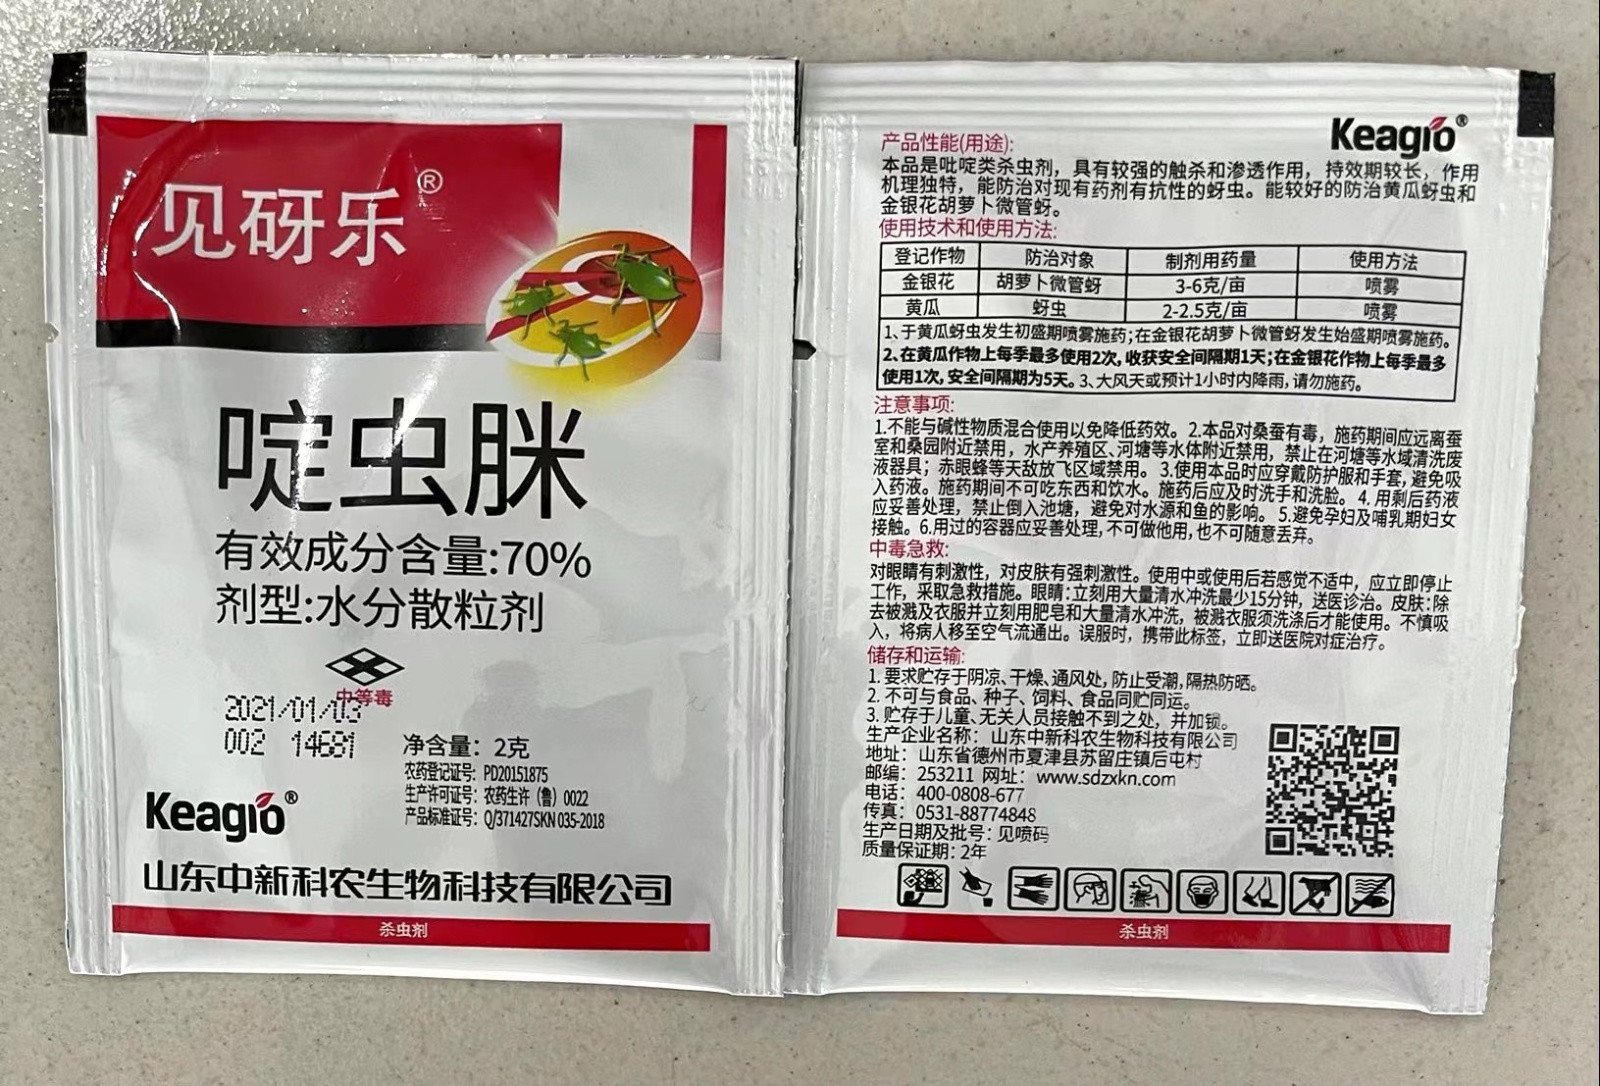 见研乐®
啶虫脒
有效成分含量:70%
剂型:水分散粒剂
中等毒
2021/01/03
002 14681
净含量：2克
农药登记证号：PD20151875
生产许可证号：农药生许（鲁）0022
产品标准证号：Q/371427SKN 035-2018
Keagro®
山东中新科农生物科技有限公司
杀虫剂
Keagro®
产品性能(用途):
本品是吡啶类杀虫剂，具有较强的触杀和渗透作用，持效期较长，作用
机理独特，能防治对现有药剂有抗性的蚜虫。能较好的防治黄瓜蚜虫和
金银花胡萝卜微管蚜。
使用技术和使用方法:
登记作物 防治对象 制剂用药量 使用方法
金银花 胡萝卜微管蚜 3-6克/亩 喷雾
黄瓜 蚜虫 2-2.5克/亩 喷雾
1、于黄瓜蚜虫发生初盛期喷雾施药;在金银花胡萝卜微管蚜发生始盛期喷雾施药。
2、在黄瓜作物上每季最多使用2次,收获安全间隔期1天;在金银花作物上每季最多
使用1次,安全间隔期为5天。3、大风天或预计1小时内降雨,请勿施药。
注意事项:
1.不能与碱性物质混合使用以免降低药效。2.本品对桑蚕有毒，施药期间应远离蚕
室和桑园附近禁用，水产养殖区、河塘等水体附近禁用，禁止在河塘等水域清洗废
液器具；赤眼蜂等天敌放飞区域禁用。3.使用本品时应穿戴防护服和手套,避免吸
入药液。施药期间不可吃东西和饮水。施药后应及时洗手和洗脸。4.用剩后药液
应妥善处理，禁止倒入池塘，避免对水源和鱼的影响。5.避免孕妇及哺乳期妇女
接触。6.用过的容器应妥善处理,不可做他用,也不可随意丢弃。
中毒急救:
对眼睛有刺激性，对皮肤有强刺激性。使用中或使用后若感觉不适中，应立即停止
工作，采取急救措施。眼睛:立刻用大量清水冲洗最少15分钟，送医诊治。皮肤:除
去被溅及衣服并立刻用肥皂和大量清水冲洗，被溅衣服须洗涤后才能使用。不慎吸
入，将病人移至空气流通出。误服时，携带此标签，立即送医院对症治疗。
储存和运输:
1.要求贮存于阴凉、干燥、通风处,防止受潮,隔热防晒。
2.不可与食品、种子、饲料、食品同贮同运。
3.贮存于儿童、无关人员接触不到之处，并加锁。
生产企业名称：山东中新科农生物科技有限公司
地址：山东省德州市夏津县苏留庄镇后屯村
邮编：253211 网址：www.sdzxkn.com
电话：400-0808-677
传真：0531-88774848
生产日期及批号：见喷码
质量保证期：2年
杀虫剂